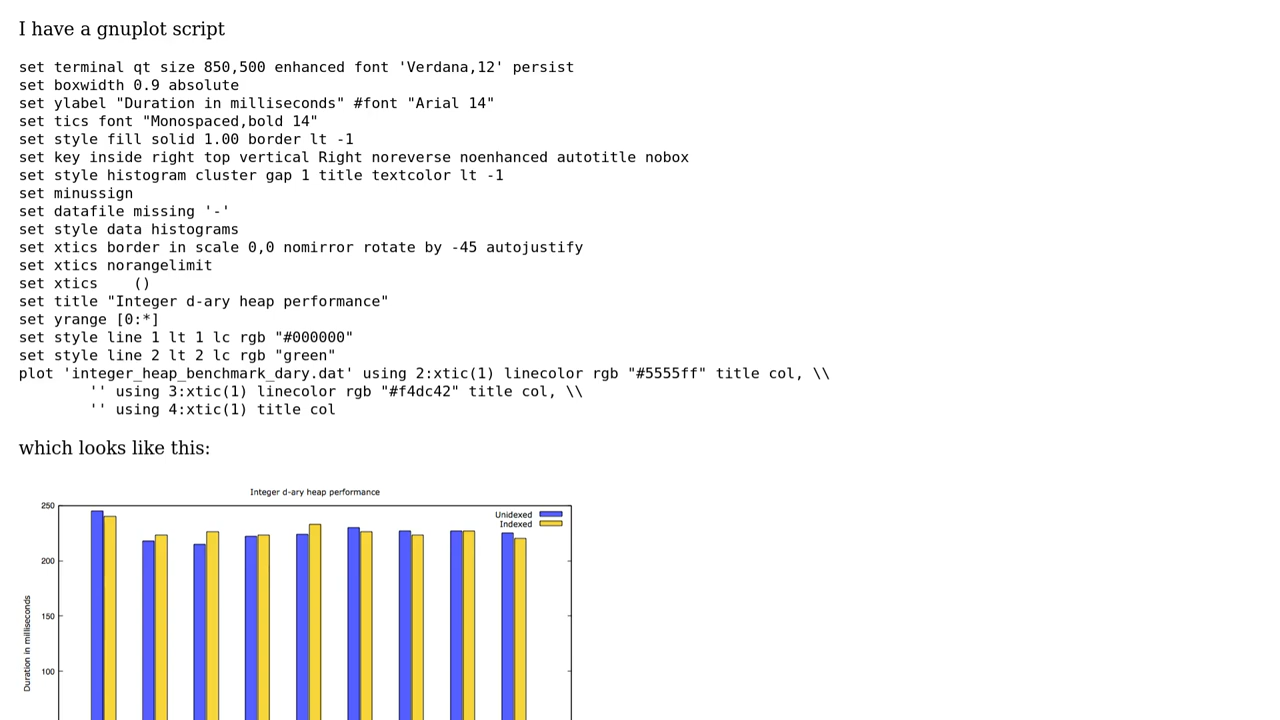 I have a gnuplot script
set terminal qt size 850,500 enhanced font 'Verdana,12' persist
set boxwidth 0.9 absolute
set ylabel "Duration in milliseconds" #font "Arial 14"
set tics font "Monospaced,bold 14"
set style fill solid 1.00 border lt -1
set key inside right top vertical Right noreverse noenhanced autotitle nobox
set style histogram cluster gap 1 title textcolor lt -1
set minussign
set datafile missing '-'
set style data histograms
set xtics border in scale 0,0 nomirror rotate by -45 autojustify
set xtics norangelimit
set xtics    ()
set title "Integer d-ary heap performance"
set yrange [0:*]
set style line 1 lt 1 lc rgb "#000000"
set style line 2 lt 2 lc rgb "green"
plot 'integer_heap_benchmark_dary.dat' using 2:xtic(1) linecolor rgb "#5555ff" title col, \\
        '' using 3:xtic(1) linecolor rgb "#f4dc42" title col, \\
        '' using 4:xtic(1) title col
which looks like this:
Integer d-ary heap performance
250
Unidexed
Indexed
200
150
Duration in milliseconds
100